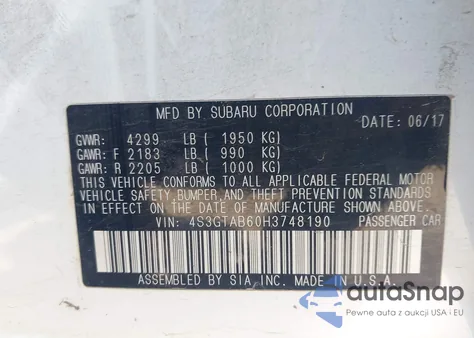 MFD BY SUBARU CORPORATION
DATE: 06/17
GVWR: 4299 LB ( 1950 KG)
GAWR: F 2183 LB ( 990 KG)
GAWR: R 2205 LB ( 1000 KG)
THIS VEHICLE CONFORMS TO ALL APPLICABLE FEDERAL MOTOR
VEHICLE SAFETY,BUMPER,AND THEFT PREVENTION STANDARDS
IN EFFECT ON THE DATE OF MANUFACTURE SHOWN ABOVE.
VIN: 4S3GTAB60H3748190 PASSENGER CAR
ASSEMBLED BY SIA,INC. MADE IN U.S.A.
autoSnap
Pewne auta z aukcji USA i EU